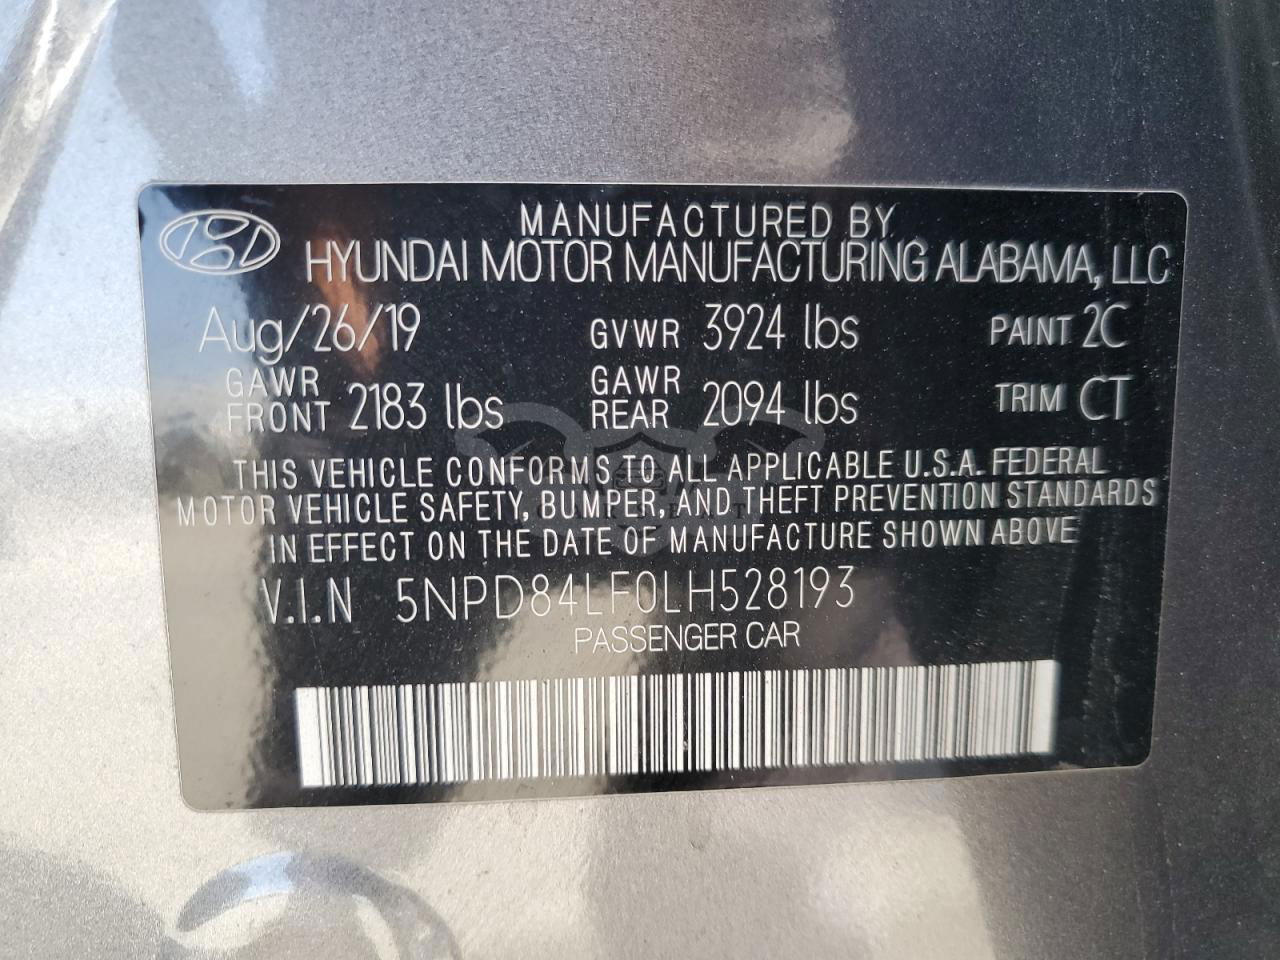 MANUFACTURED BY
HYUNDAI MOTOR MANUFACTURING ALABAMA, LLC
Aug/26/19 GVWR 3924 lbs PAINT 2C
GAWR FRONT 2183 lbs GAWR REAR 2094 lbs TRIM CT
THIS VEHICLE CONFORMS TO ALL APPLICABLE U.S.A. FEDERAL
MOTOR VEHICLE SAFETY, BUMPER, AND THEFT PREVENTION STANDARDS
IN EFFECT ON THE DATE OF MANUFACTURE SHOWN ABOVE
V.I.N 5NPD84LF0LH528193
PASSENGER CAR